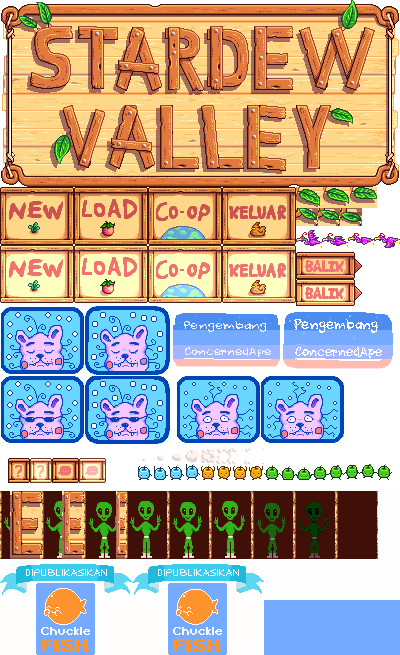 STARDEW
VALLEY
NEW LOAD CO-OP KELUAR
NEW LOAD CO-OP KELUAR
BALIK
BALIK
Pengembang
ConcernedApe
Pengembang
ConcernedApe
? ?
E E E
DIPUBLIKASIKAN
Chuckle
FISH
DIPUBLIKASIKAN
Chuckle
FISH